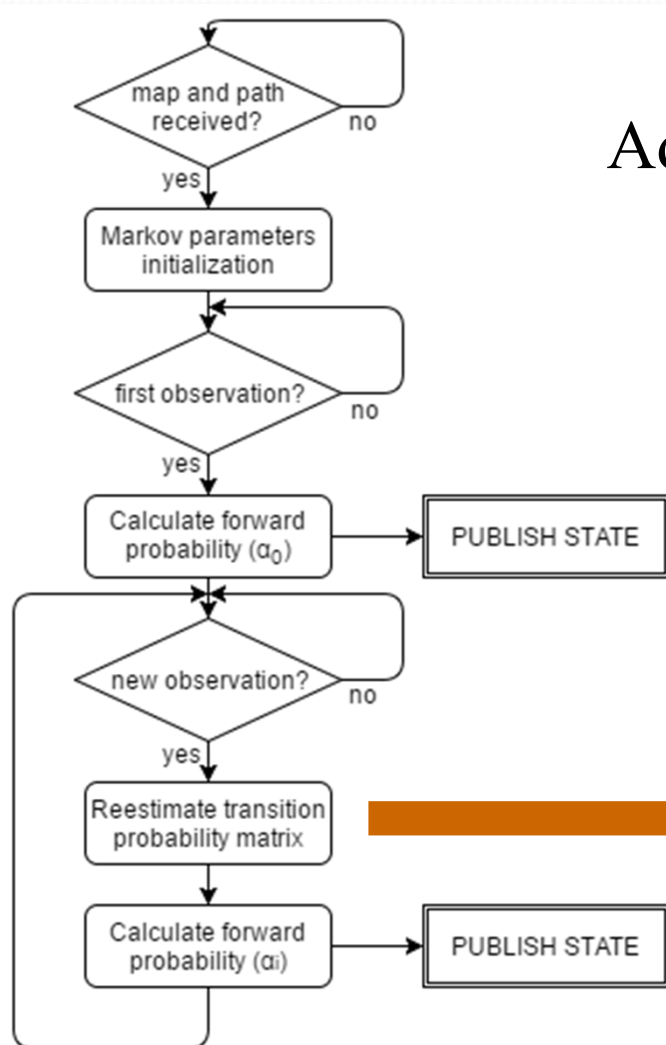 map and path
received?
no
Ac
yes
Markov parameters
initialization
first observation?
no
yes
Calculate forward
probability (α₀)
PUBLISH STATE
new observation?
no
yes
Reestimate transition
probability matrix
Calculate forward
probability (αi)
PUBLISH STATE